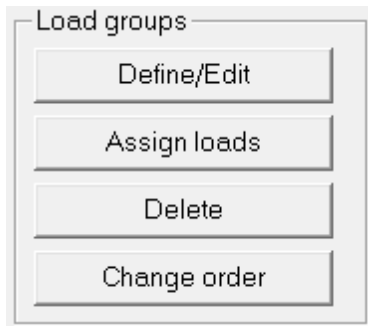 Load groups
Define/Edit
Assign loads
Delete
Change order